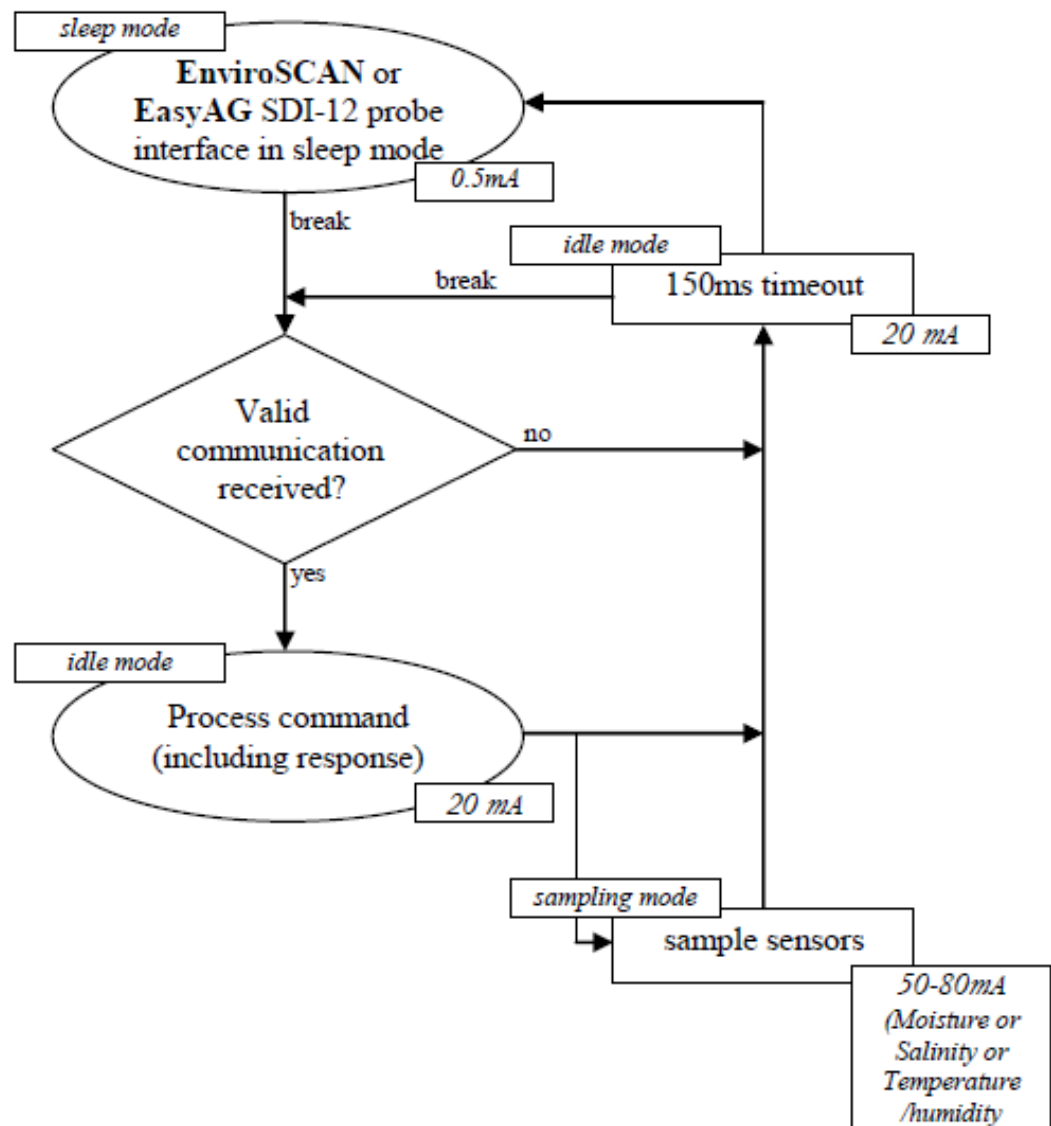 sleep mode
EnviroSCAN or
EasyAG SDI-12 probe
interface in sleep mode
0.5mA
break
idle mode
150ms timeout
20 mA
break
Valid
communication
received?
no
yes
idle mode
Process command
(including response)
20 mA
sampling mode
sample sensors
50-80mA
(Moisture or
Salinity or
Temperature
/humidity